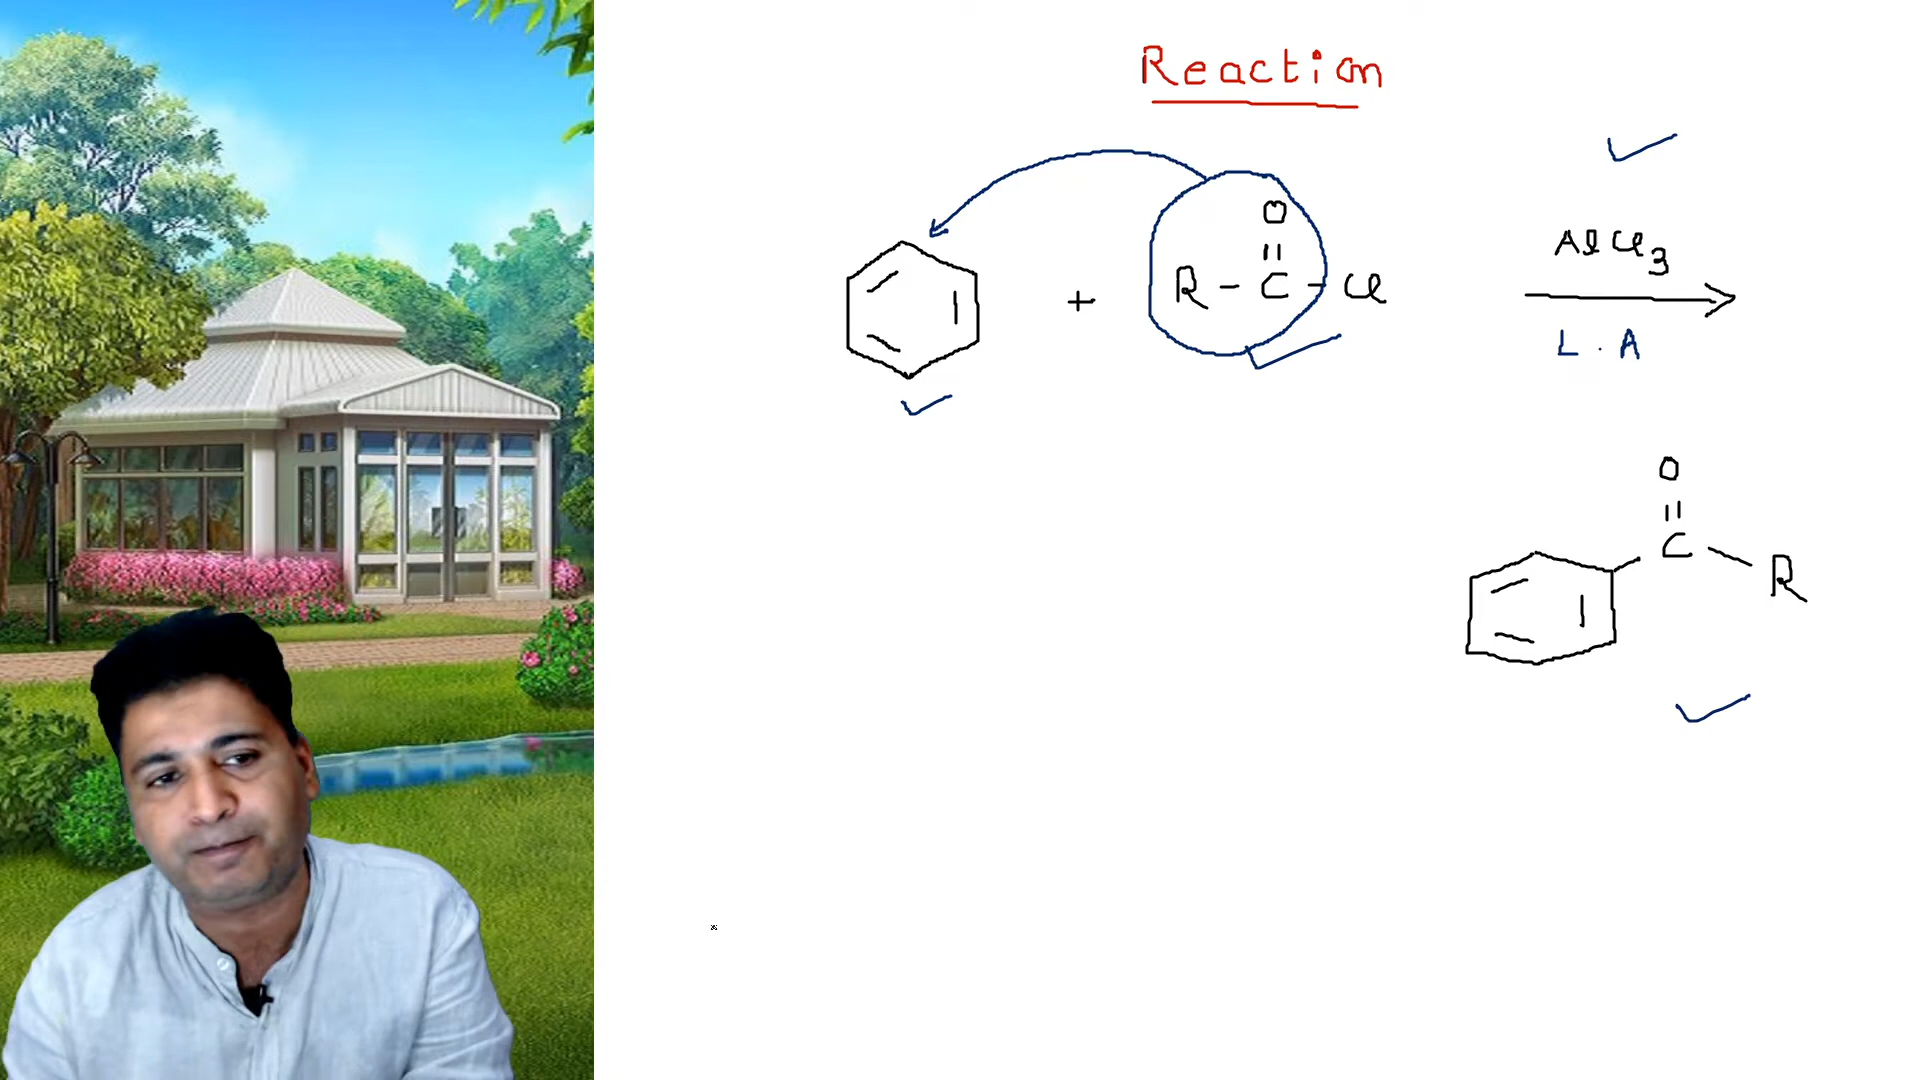 Reaction
O
AlCl3
R - C - Cl
+
L.A
O
C
R